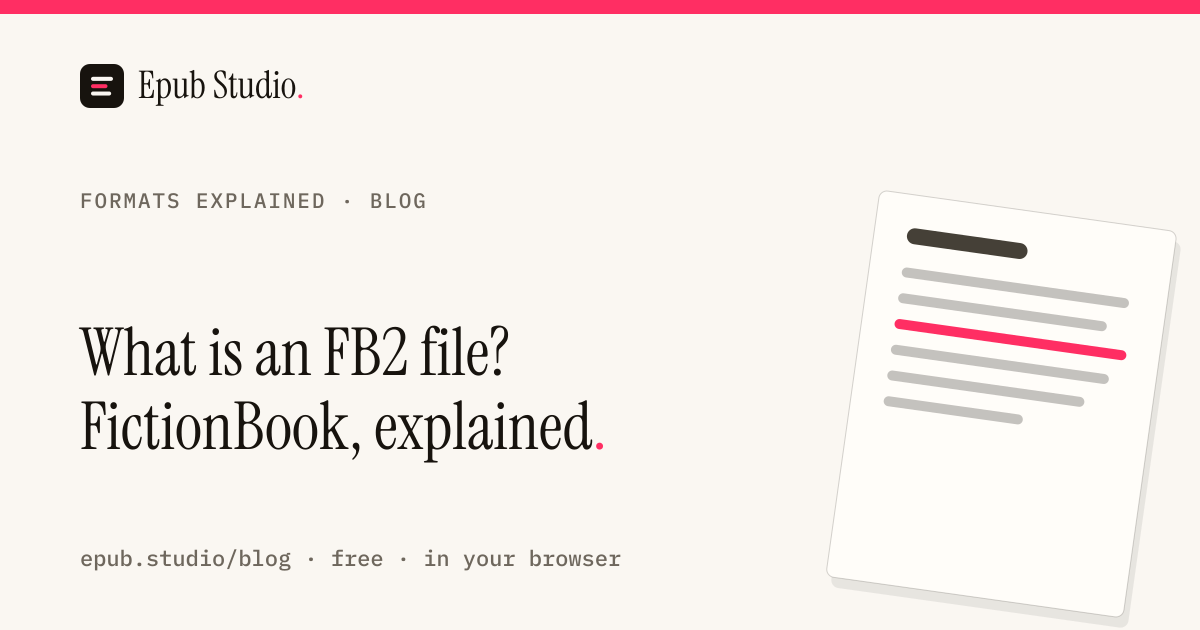 Epub Studio.
FORMATS EXPLAINED · BLOG
What is an FB2 file?
FictionBook, explained.
epub.studio/blog · free · in your browser